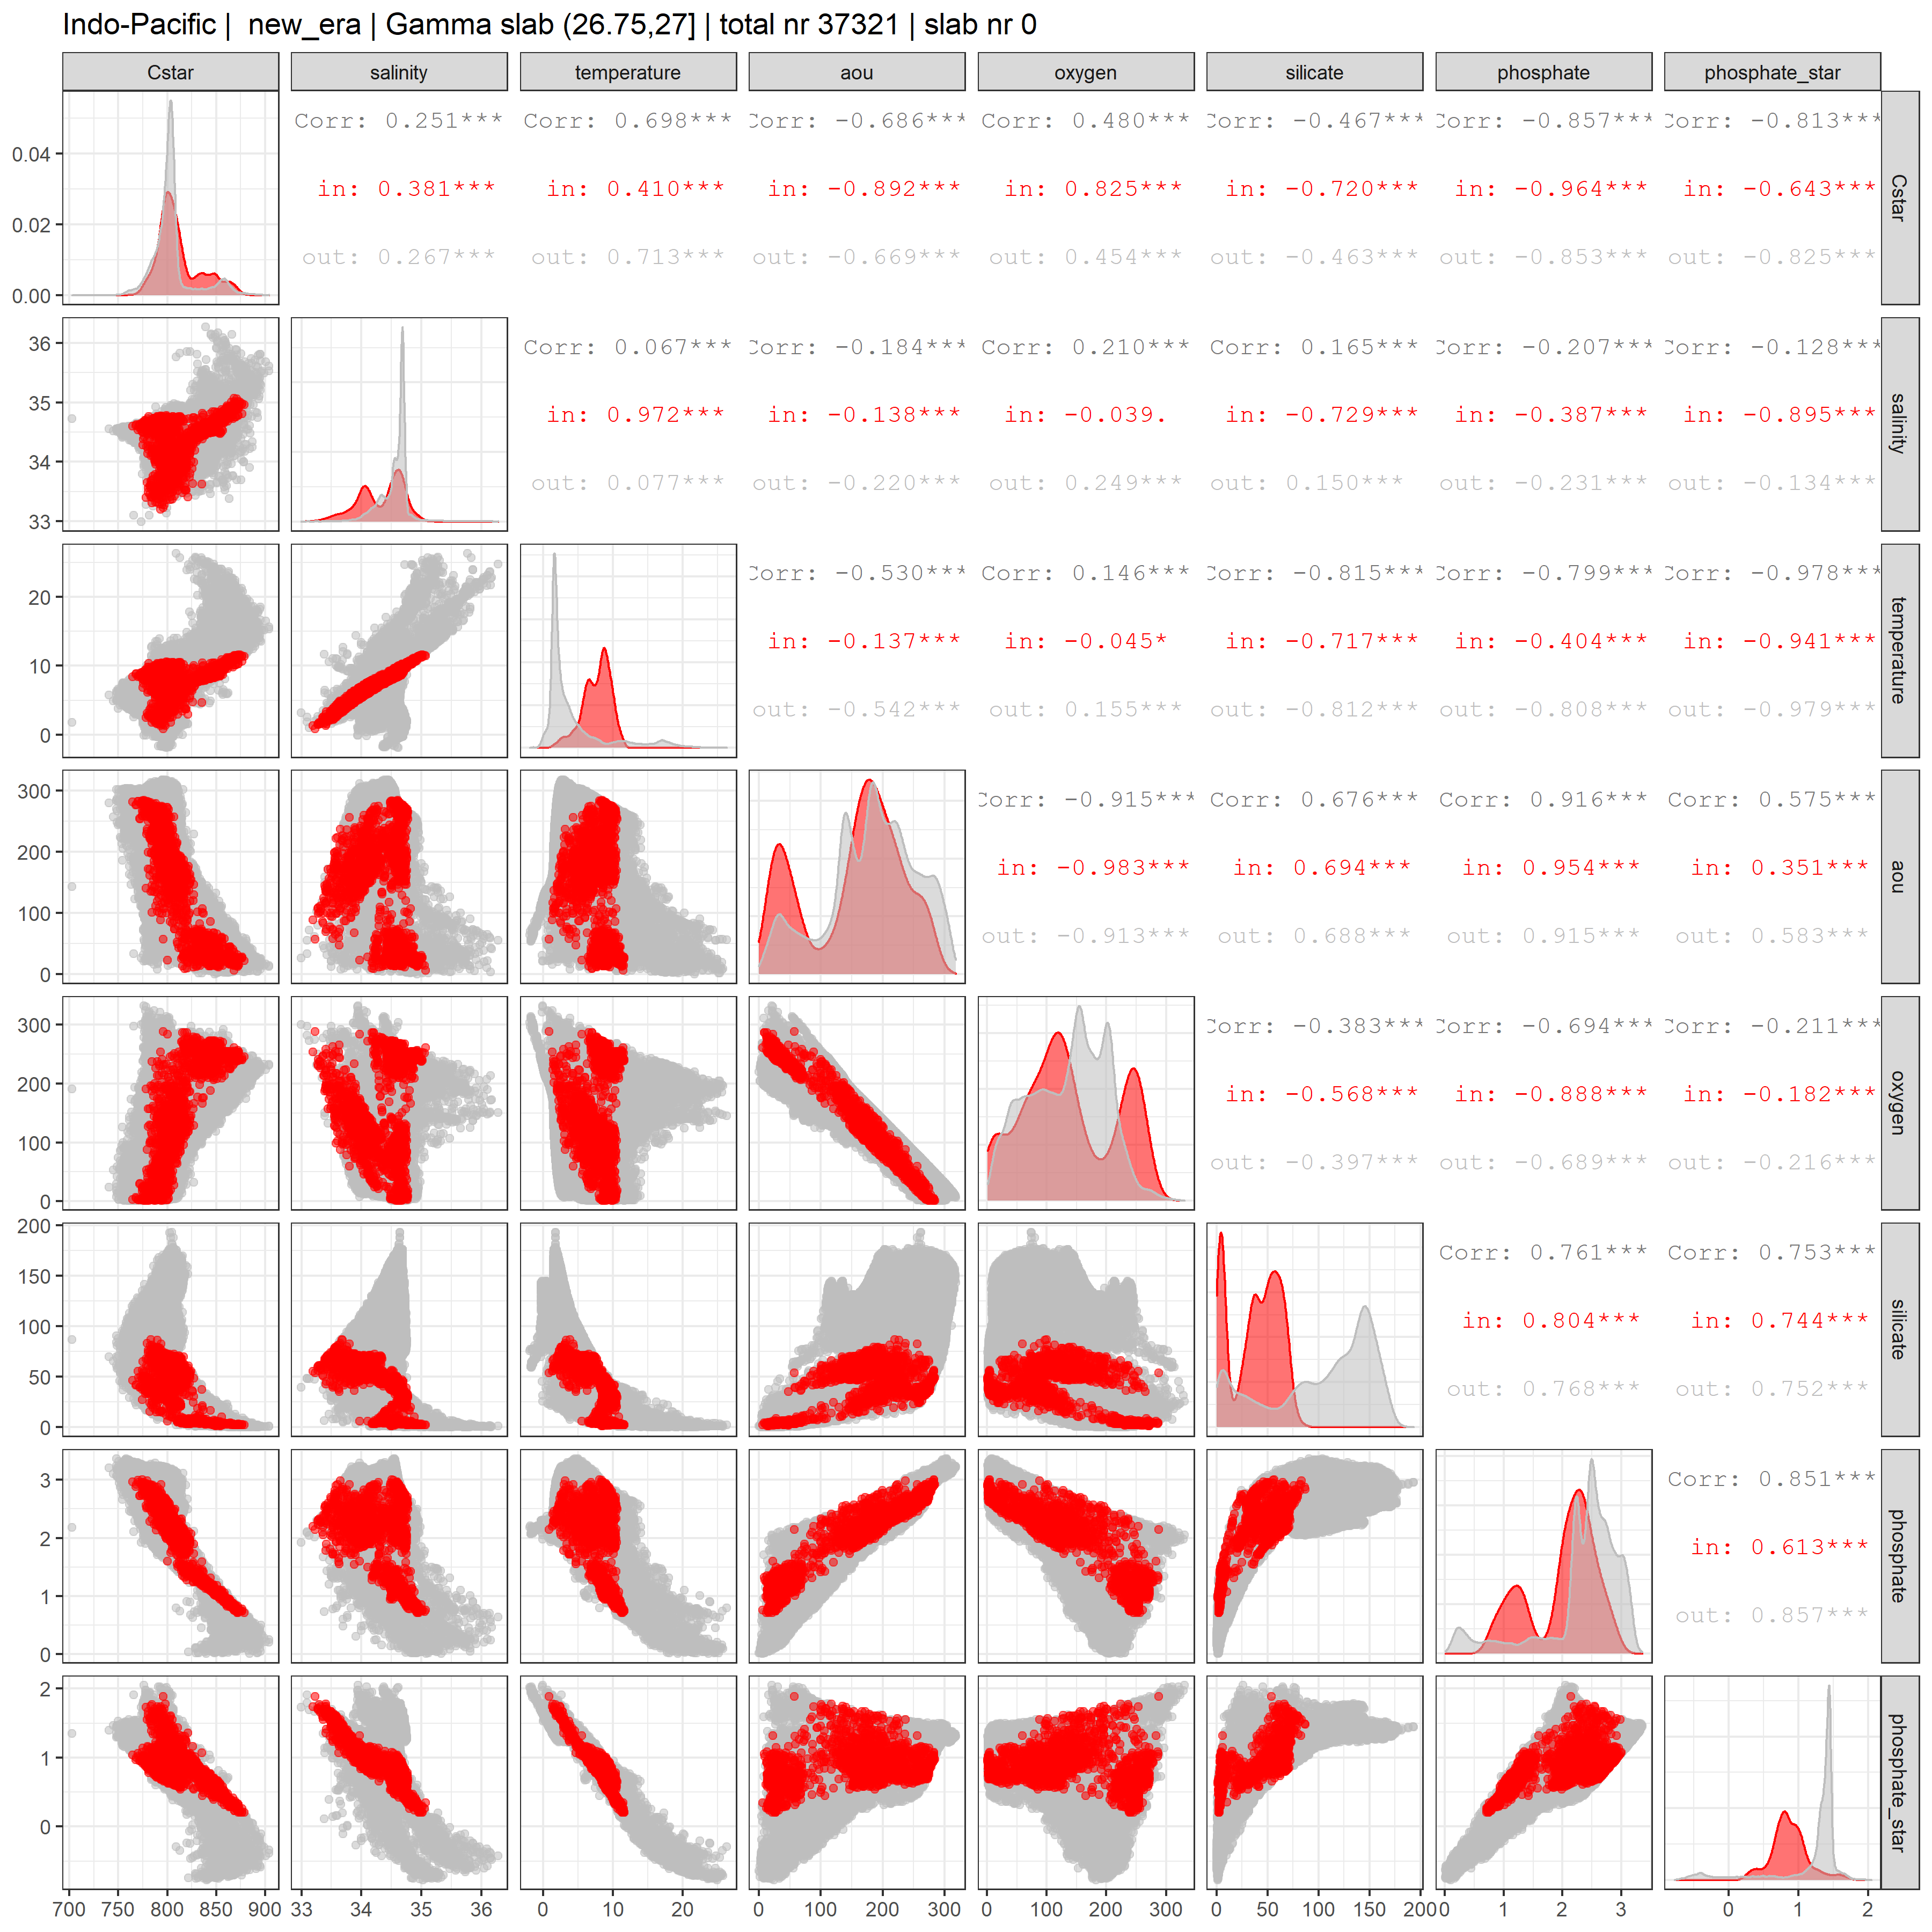 Indo-Pacific |  new_era | Gamma slab (26.75,27] | total nr 37321 | slab nr 0
Cstar salinity temperature aou oxygen silicate phosphate phosphate_star
Corr: 0.251*** Corr: 0.698*** Corr: -0.686*** Corr: 0.480*** Corr: -0.467*** Corr: -0.857*** Corr: -0.813***
in: 0.381*** in: 0.410*** in: -0.892*** in: 0.825*** in: -0.720*** in: -0.964*** in: -0.643***
out: 0.267*** out: 0.713*** out: -0.669*** out: 0.454*** out: -0.463*** out: -0.853*** out: -0.825***
Cstar
0.04
0.02
0.00
Corr: 0.067*** Corr: -0.184*** Corr: 0.210*** Corr: 0.165*** Corr: -0.207*** Corr: -0.128***
in: 0.972*** in: -0.138*** in: -0.039. in: -0.729*** in: -0.387*** in: -0.895***
out: 0.077*** out: -0.220*** out: 0.249*** out: 0.150*** out: -0.231*** out: -0.134***
salinity
36
35
34
33
Corr: -0.530*** Corr: 0.146*** Corr: -0.815*** Corr: -0.799*** Corr: -0.978***
in: -0.137*** in: -0.045* in: -0.717*** in: -0.404*** in: -0.941***
out: -0.542*** out: 0.155*** out: -0.812*** out: -0.808*** out: -0.979***
temperature
20
10
0
Corr: -0.915*** Corr: 0.676*** Corr: 0.916*** Corr: 0.575***
in: -0.983*** in: 0.694*** in: 0.954*** in: 0.351***
out: -0.913*** out: 0.688*** out: 0.915*** out: 0.583***
aou
300
200
100
0
Corr: -0.383*** Corr: -0.694*** Corr: -0.211***
in: -0.568*** in: -0.888*** in: -0.182***
out: -0.397*** out: -0.689*** out: -0.216***
oxygen
300
200
100
0
Corr: 0.761*** Corr: 0.753***
in: 0.804*** in: 0.744***
out: 0.768*** out: 0.752***
silicate
200
150
100
50
0
Corr: 0.851***
in: 0.613***
out: 0.857***
phosphate
3
2
1
0
phosphate_star
2
1
0
700 750 800 850 900 33 34 35 36 0 10 20 0 100 200 300 0 100 200 300 0 50 100 150 200 0 1 2 3 0 1 2